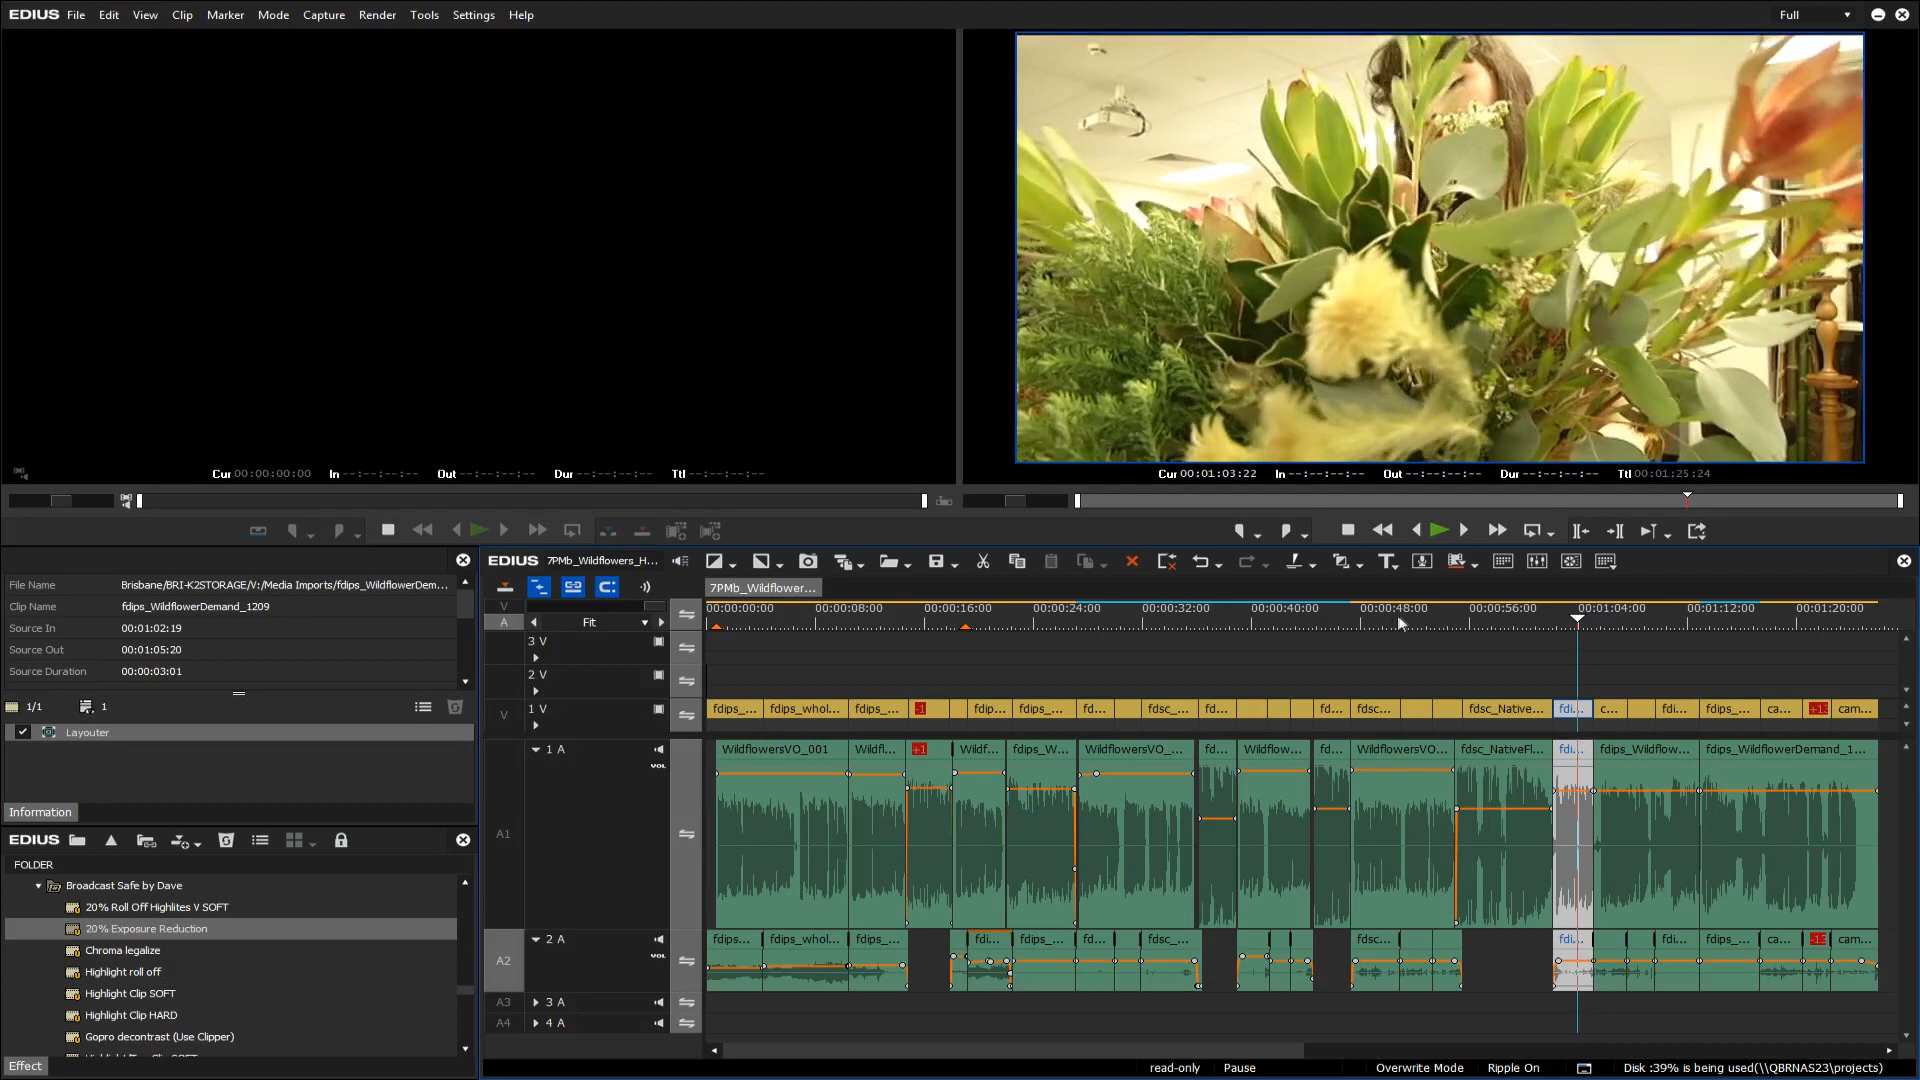 EDIUS File Edit View Clip Marker Mode Capture Render Tools Settings Help Full
Cur 00:00:00:00 In --:--:--:-- Out --:--:--:-- Dur --:--:--:-- Ttl --:--:--:--
Cur 00:01:03:22 In --:--:--:-- Out --:--:--:-- Dur --:--:--:-- Ttl 00:01:25:24
File Name Brisbane/BRI-K2STORAGE/V:/Media Imports/fdips_WildflowerDem...
Clip Name fdips_WildflowerDemand_1209
Source In 00:01:02:19
Source Out 00:01:05:20
Source Duration 00:00:03:01
1/1 1
Layouter
Information
EDIUS
FOLDER
Broadcast Safe by Dave
20% Roll Off Highlites V SOFT
20% Exposure Reduction
Chroma legalize
Highlight roll off
Highlight Clip SOFT
Highlight Clip HARD
Gopro decontrast (Use Clipper)
Effect
EDIUS 7PMb_Wildflowers_H...
7PMb_Wildflower...
V
A Fit
00:00:00:00 00:00:08:00 00:00:16:00 00:00:24:00 00:00:32:00 00:00:40:00 00:00:48:00 00:00:56:00 00:01:04:00 00:01:12:00 00:01:20:00
3 V
2 V
V 1 V fdips_... fdips_whol... fdips_... -1 fdip... fdips_... fd... fdsc_... fd... fdsc... fdsc_Native... fdi... c... fdi... fdips_... ca... +13 cam...
1 A WildflowersVO_001 Wildfl... +1 Wildf... fdips_W... WildflowersVO_... fd... Wildflow... fd... WildflowersVO... fdsc_NativeFl... fdi... fdips_Wildflow... fdips_WildflowerDemand_1...
VOL
A1
2 A fdips... fdips_whol... fdips_... fdi... fdips_... fd... fdsc_... fdsc... fdi... fdi... fdips_... ca... -13 cam...
VOL
A2
A3 3 A
A4 4 A
read-only Pause Overwrite Mode Ripple On Disk :39% is being used(\\QBRNAS23\projects)